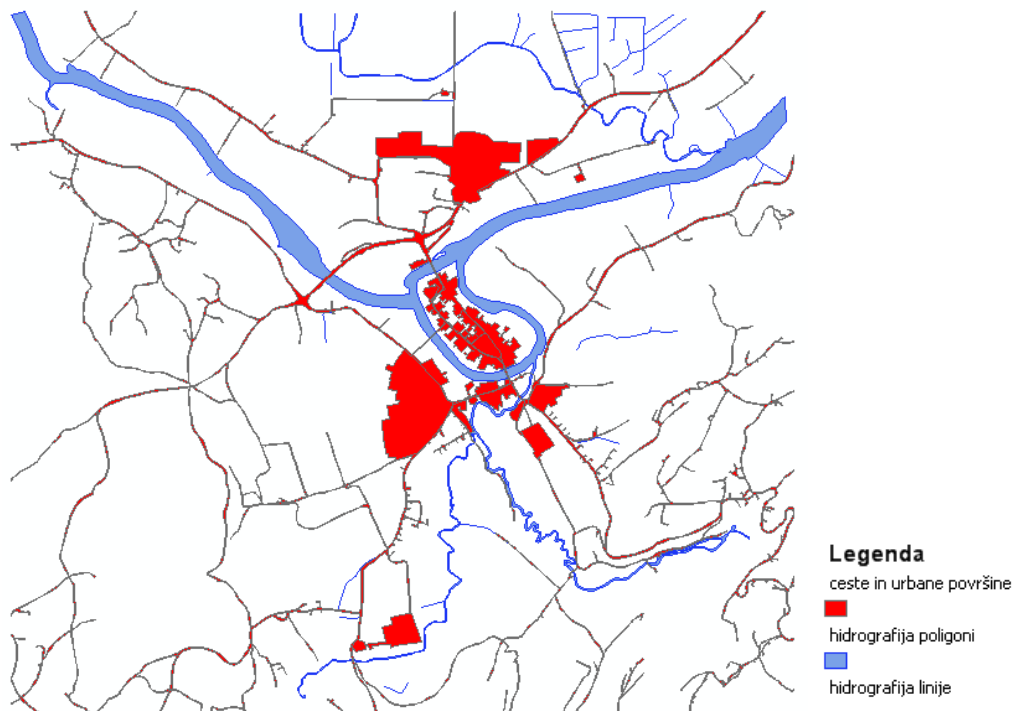 Legenda
ceste in urbane površine
hidrografija poligoni
hidrografija linije